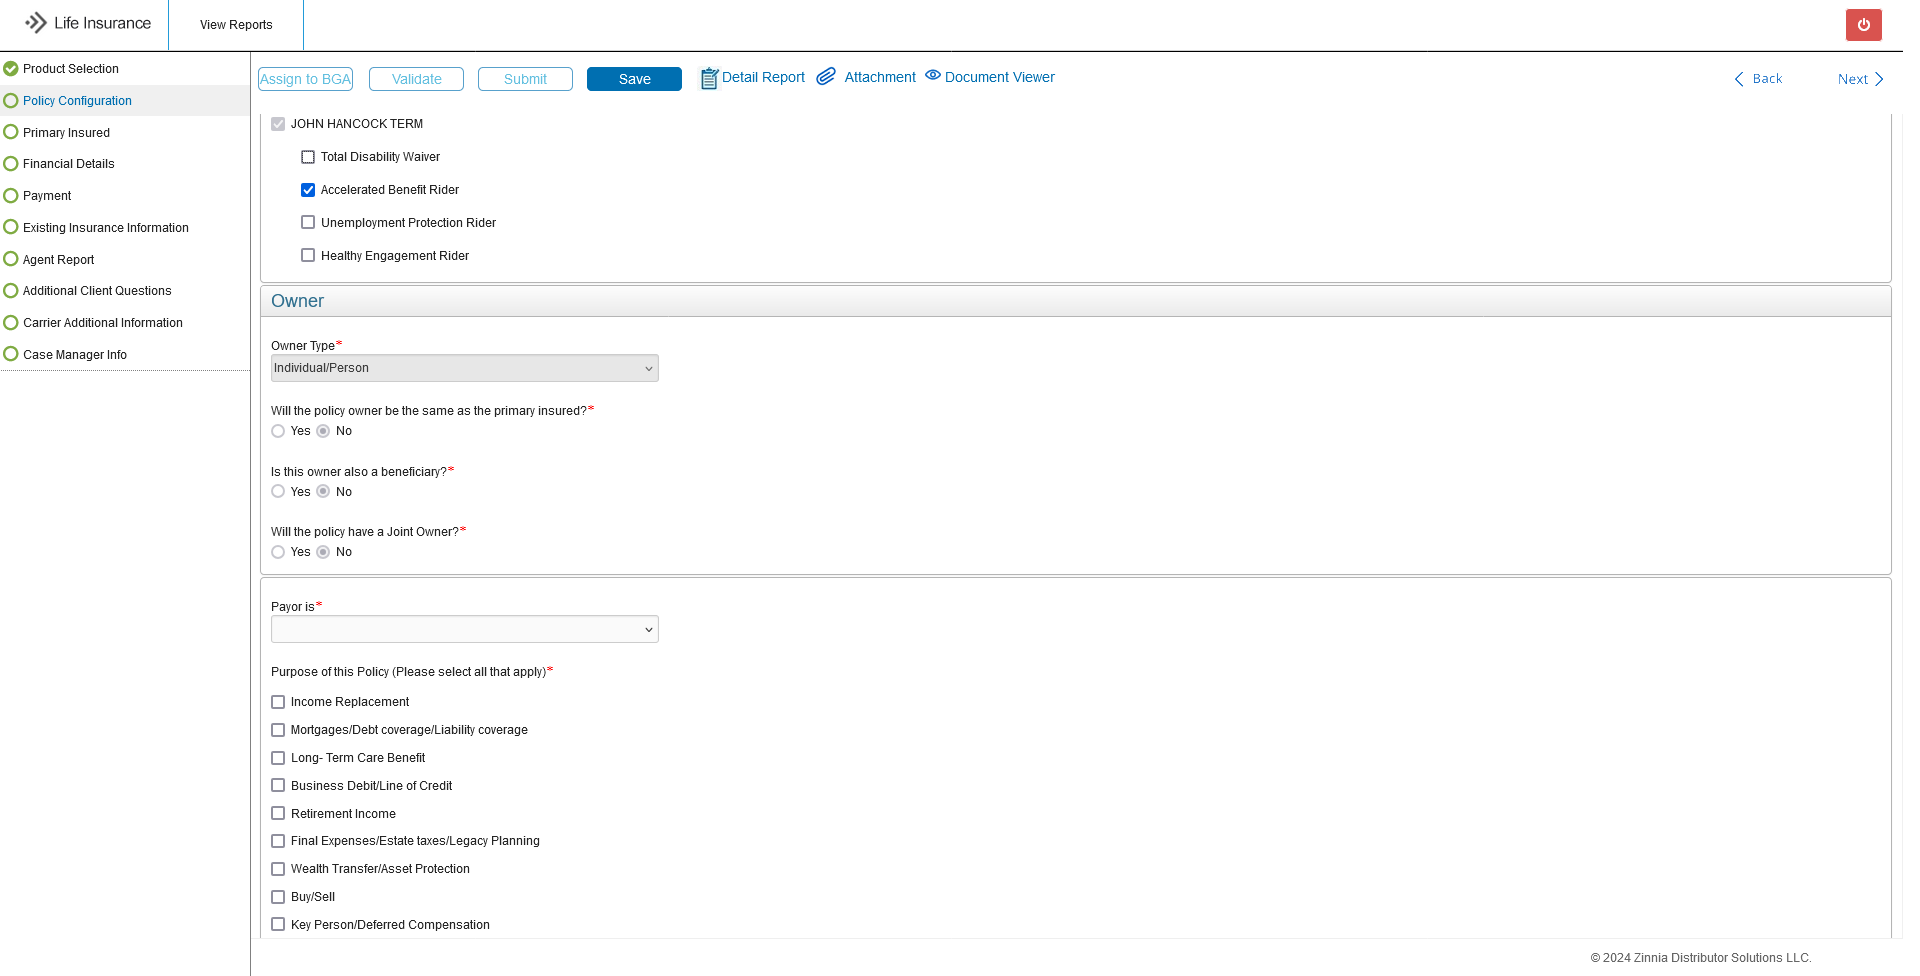 Life Insurance
View Reports
Product Selection
Policy Configuration
Primary Insured
Financial Details
Payment
Existing Insurance Information
Agent Report
Additional Client Questions
Carrier Additional Information
Case Manager Info
Assign to BGA
Validate
Submit
Save
Detail Report
Attachment
Document Viewer
Back
Next
JOHN HANCOCK TERM
Total Disability Waiver
Accelerated Benefit Rider
Unemployment Protection Rider
Healthy Engagement Rider
Owner
Owner Type*
Individual/Person
Will the policy owner be the same as the primary insured?*
Yes No
Is this owner also a beneficiary?*
Yes No
Will the policy have a Joint Owner?*
Yes No
Payor is*
Purpose of this Policy (Please select all that apply)*
Income Replacement
Mortgages/Debt coverage/Liability coverage
Long- Term Care Benefit
Business Debit/Line of Credit
Retirement Income
Final Expenses/Estate taxes/Legacy Planning
Wealth Transfer/Asset Protection
Buy/Sell
Key Person/Deferred Compensation
© 2024 Zinnia Distributor Solutions LLC.